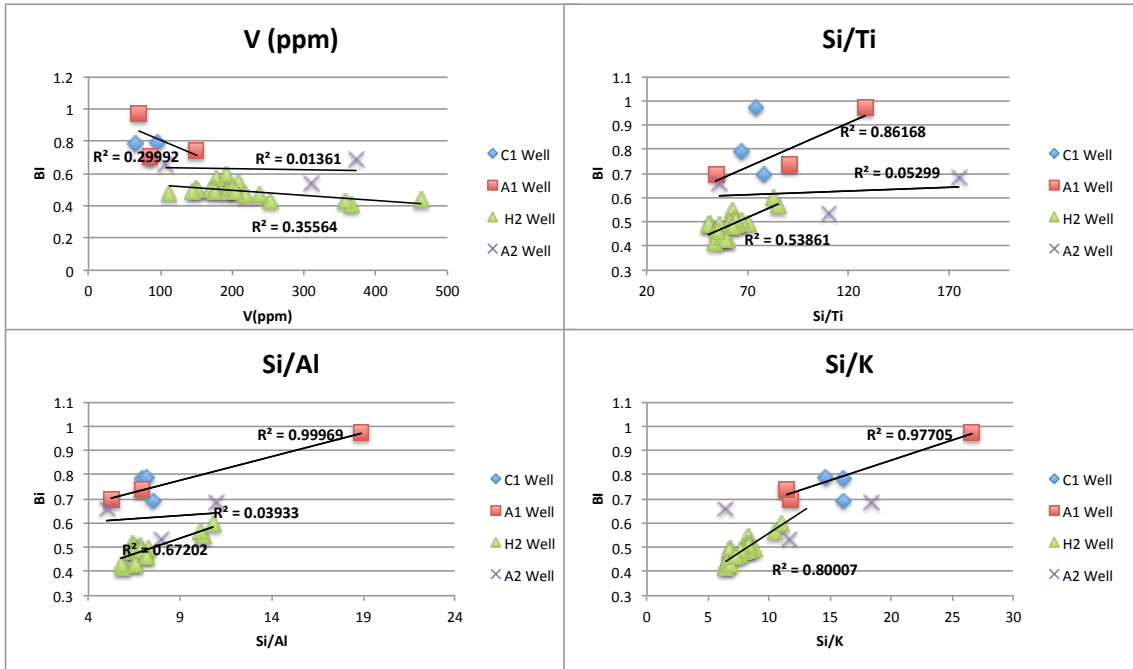 V (ppm)
1.2
1
0.8
0.6
0.4
0.2
0
BI
R² = 0.29992
R² = 0.01361
R² = 0.35564
0 100 200 300 400 500
V(ppm)
C1 Well
A1 Well
H2 Well
A2 Well
Si/Ti
1.1
1
0.9
0.8
0.7
0.6
0.5
0.4
0.3
BI
R² = 0.86168
R² = 0.05299
R² = 0.53861
20 70 120 170
Si/Ti
C1 Well
A1 Well
H2 Well
A2 Well
Si/Al
1.1
1
0.9
0.8
0.7
0.6
0.5
0.4
0.3
Bi
R² = 0.99969
R² = 0.03933
R² = 0.67202
4 9 14 19 24
Si/Al
C1 Well
A1 Well
H2 Well
A2 Well
Si/K
1.1
1
0.9
0.8
0.7
0.6
0.5
0.4
0.3
BI
R² = 0.97705
R² = 0.80007
0 5 10 15 20 25 30
Si/K
C1 Well
A1 Well
H2 Well
A2 Well